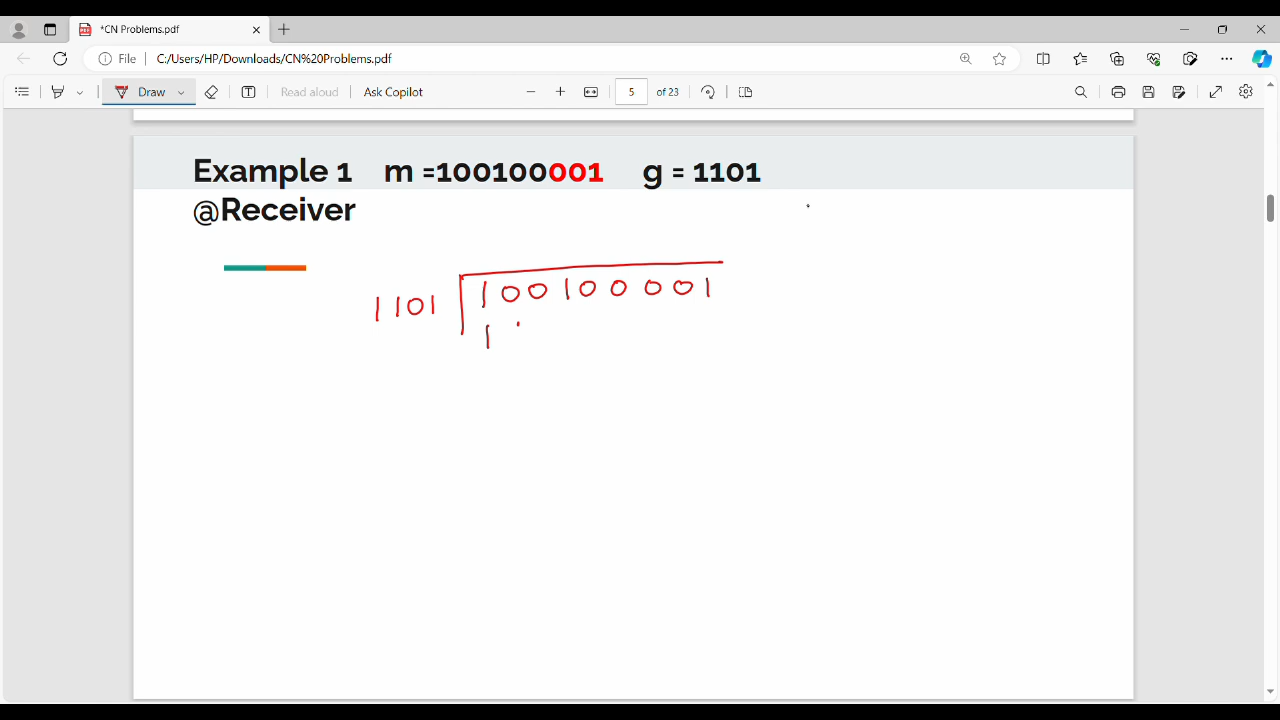 *CN Problems.pdf
File C:/Users/HP/Downloads/CN%20Problems.pdf
Draw Read aloud Ask Copilot 5 of 23
Example 1 m =100100001 g = 1101
@Receiver
1101 100100001
1